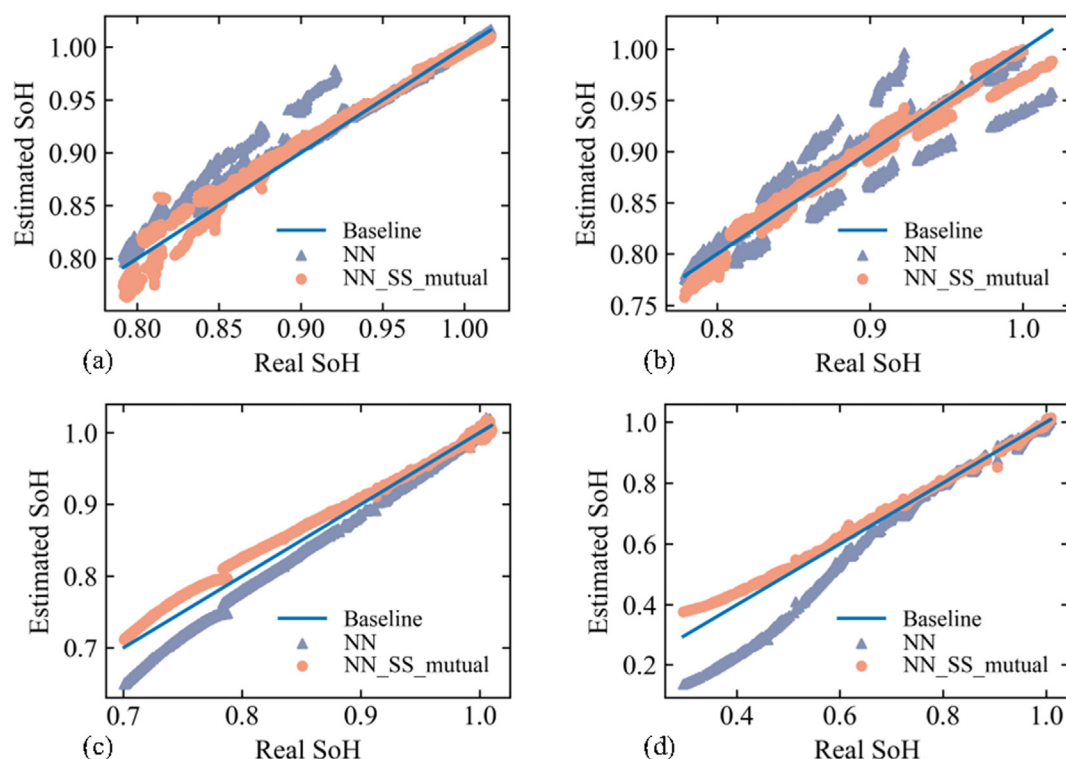 1.00
0.95
0.90
0.85
0.80
Estimated SoH
Baseline
NN
NN_SS_mutual
0.80 0.85 0.90 0.95 1.00
Real SoH
(a)
1.00
0.95
0.90
0.85
0.80
0.75
Estimated SoH
Baseline
NN
NN_SS_mutual
0.8 0.9 1.0
Real SoH
(b)
1.0
0.9
0.8
0.7
Estimated SoH
Baseline
NN
NN_SS_mutual
0.7 0.8 0.9 1.0
Real SoH
(c)
1.0
0.8
0.6
0.4
0.2
Estimated SoH
Baseline
NN
NN_SS_mutual
0.4 0.6 0.8 1.0
Real SoH
(d)